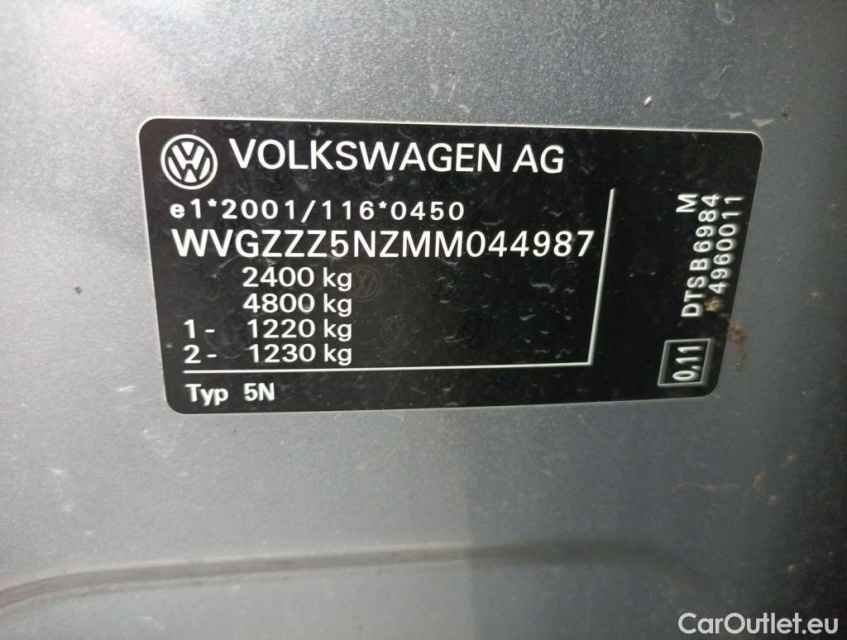 VOLKSWAGEN AG
e1*2001/116*0450
WVGZZZ5NZMM044987
2400 kg
4800 kg
1- 1220 kg
2- 1230 kg
Typ 5N
M
DTSB6984
4960011
0,11
CarOutlet.eu